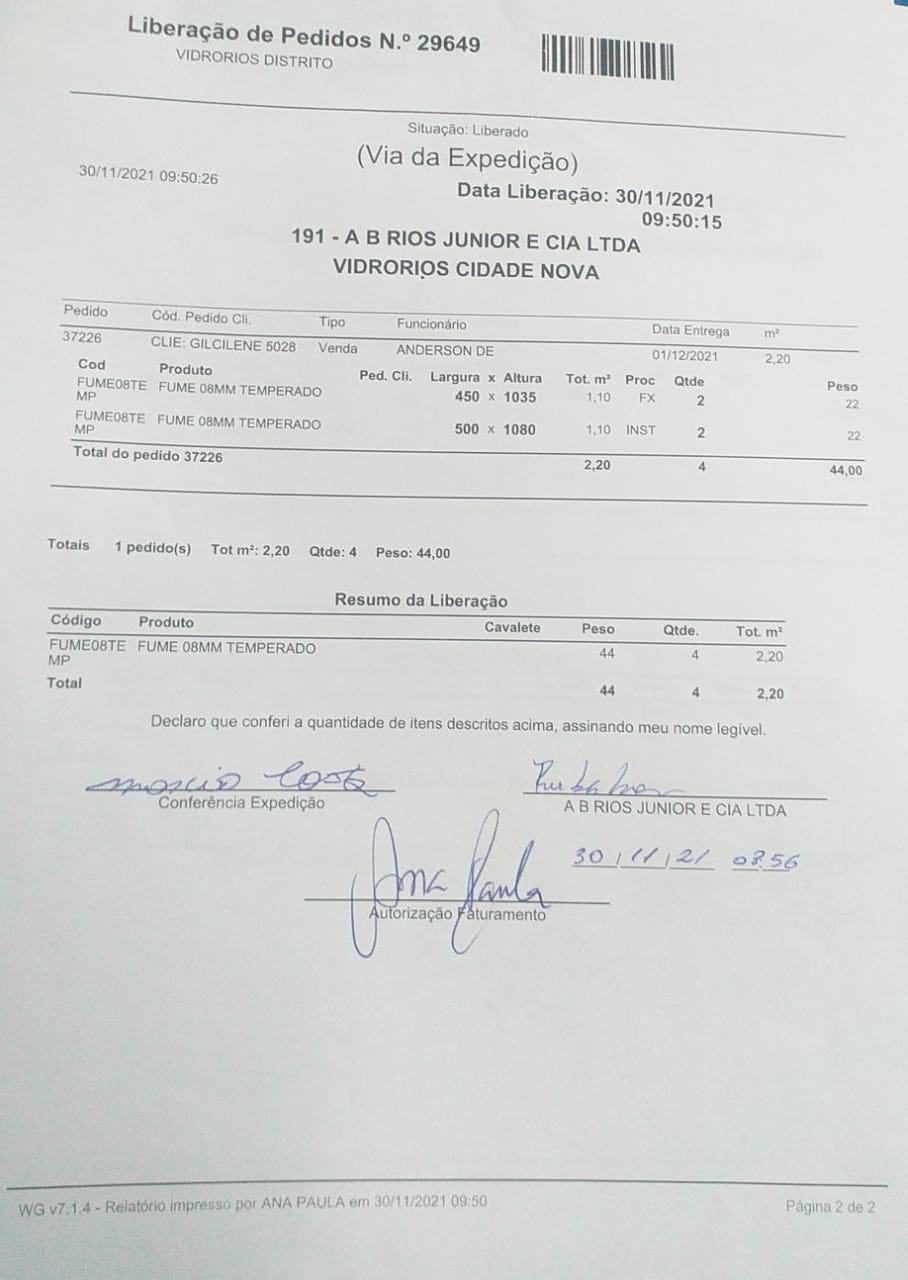 Liberação de Pedidos N.º 29649
VIDRORIOS DISTRITO
Situação: Liberado
(Via da Expedição)
30/11/2021 09:50:26
Data Liberação: 30/11/2021
09:50:15
191 - A B RIOS JUNIOR E CIA LTDA
VIDRORIOS CIDADE NOVA
Pedido Cód. Pedido Cli. Tipo Funcionário Data Entrega m²
37226 CLIE: GILCILENE 5028 Venda ANDERSON DE 01/12/2021 2,20
Cod Produto Ped. Cli. Largura x Altura Tot. m² Proc Qtde Peso
FUME08TE FUME 08MM TEMPERADO 450 x 1035 1,10 FX 2 22
MP
FUME08TE FUME 08MM TEMPERADO 500 x 1080 1,10 INST 2 22
MP
Total do pedido 37226 2,20 4 44,00
Totais 1 pedido(s) Tot m²: 2,20 Qtde: 4 Peso: 44,00
Resumo da Liberação
Código Produto Cavalete Peso Qtde. Tot. m²
FUME08TE FUME 08MM TEMPERADO 44 4 2,20
MP
Total 44 4 2,20
Declaro que conferi a quantidade de itens descritos acima, assinando meu nome legível.
marcio Costa
Conferência Expedição A B RIOS JUNIOR E CIA LTDA
30/11/21
Ana Paula
Autorização Faturamento
WG v7.1.4 - Relatório impresso por ANA PAULA em 30/11/2021 09:50 Página 2 de 2